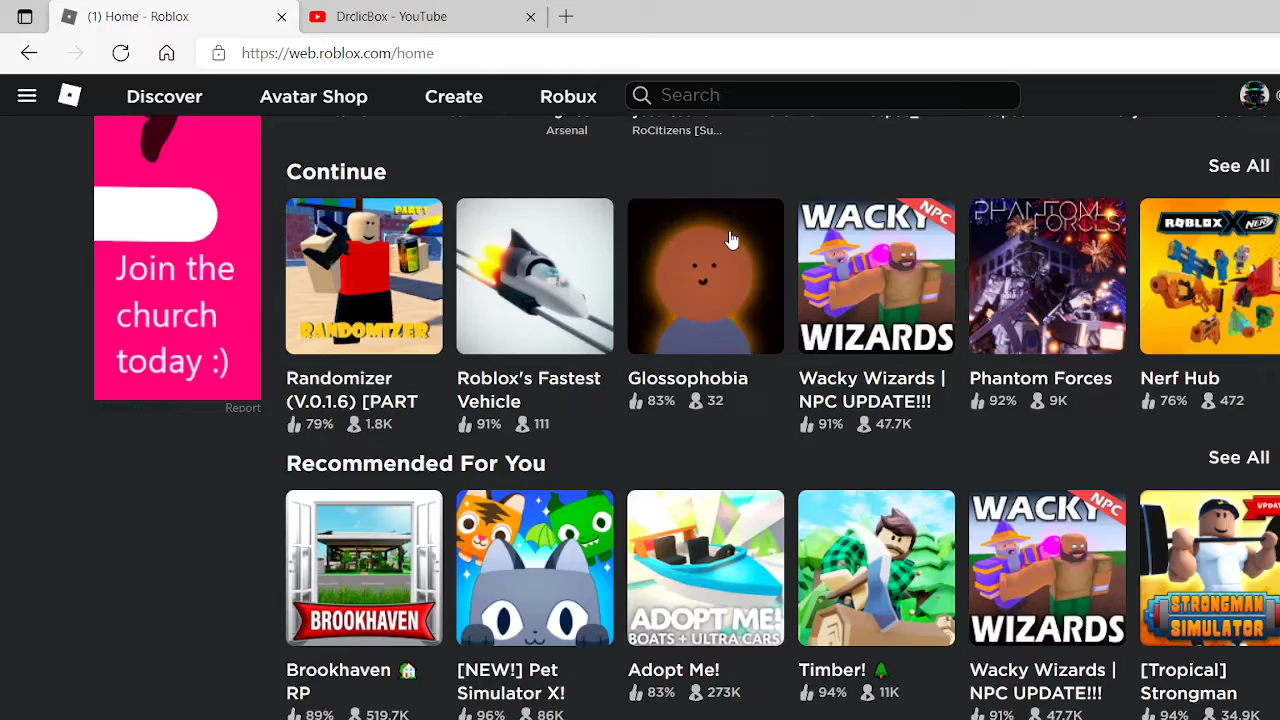 (1) Home - Roblox
DrclicBox - YouTube
https://web.roblox.com/home
Discover
Avatar Shop
Create
Robux
Search
Arsenal
RoCitizens [Su...
Join the
church
today :)
Report
Continue
See All
PART1
RANDOMIZER
WACKY
NPC
WIZARDS
PHANTOM
FORCES
ROBLOX X NERF
Randomizer
(V.0.1.6) [PART
79% 1.8K
Roblox's Fastest
Vehicle
91% 111
Glossophobia
83% 32
Wacky Wizards |
NPC UPDATE!!!
91% 47.7K
Phantom Forces
92% 9K
Nerf Hub
76% 472
Recommended For You
See All
BROOKHAVEN
ADOPT ME!
BOATS + ULTRA CARS
WACKY
NPC
WIZARDS
UPDA
STRONGMAN
SIMULATOR
Brookhaven 🏡
RP
89% 519.7K
[NEW!] Pet
Simulator X!
96% 86K
Adopt Me!
83% 273K
Timber! 🌲
94% 11K
Wacky Wizards |
NPC UPDATE!!!
91% 47.7K
[Tropical]
Strongman
94% 34.9K